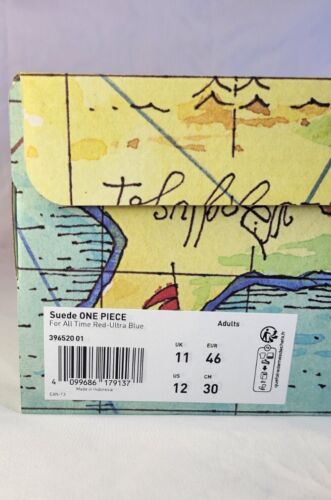 Suede ONE PIECE
For All Time Red-Ultra Blue
Adults
396520 01
UK EUR
11 46
US CM
12 30
4 099686 179137
Made in Indonesia